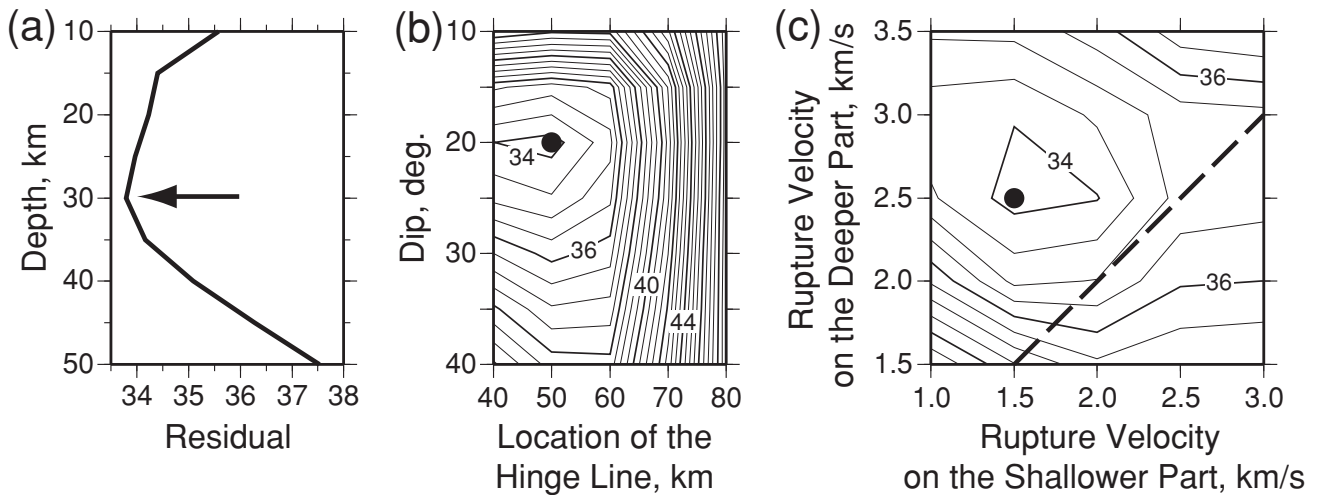 (a)
10
20
30
40
50
Depth, km
34 35 36 37 38
Residual
(b)
10
20
30
40
Dip, deg.
34
36
40
44
40 50 60 70 80
Location of the
Hinge Line, km
(c)
3.5
3.0
2.5
2.0
1.5
Rupture Velocity
on the Deeper Part, km/s
36
34
36
1.0 1.5 2.0 2.5 3.0
Rupture Velocity
on the Shallower Part, km/s